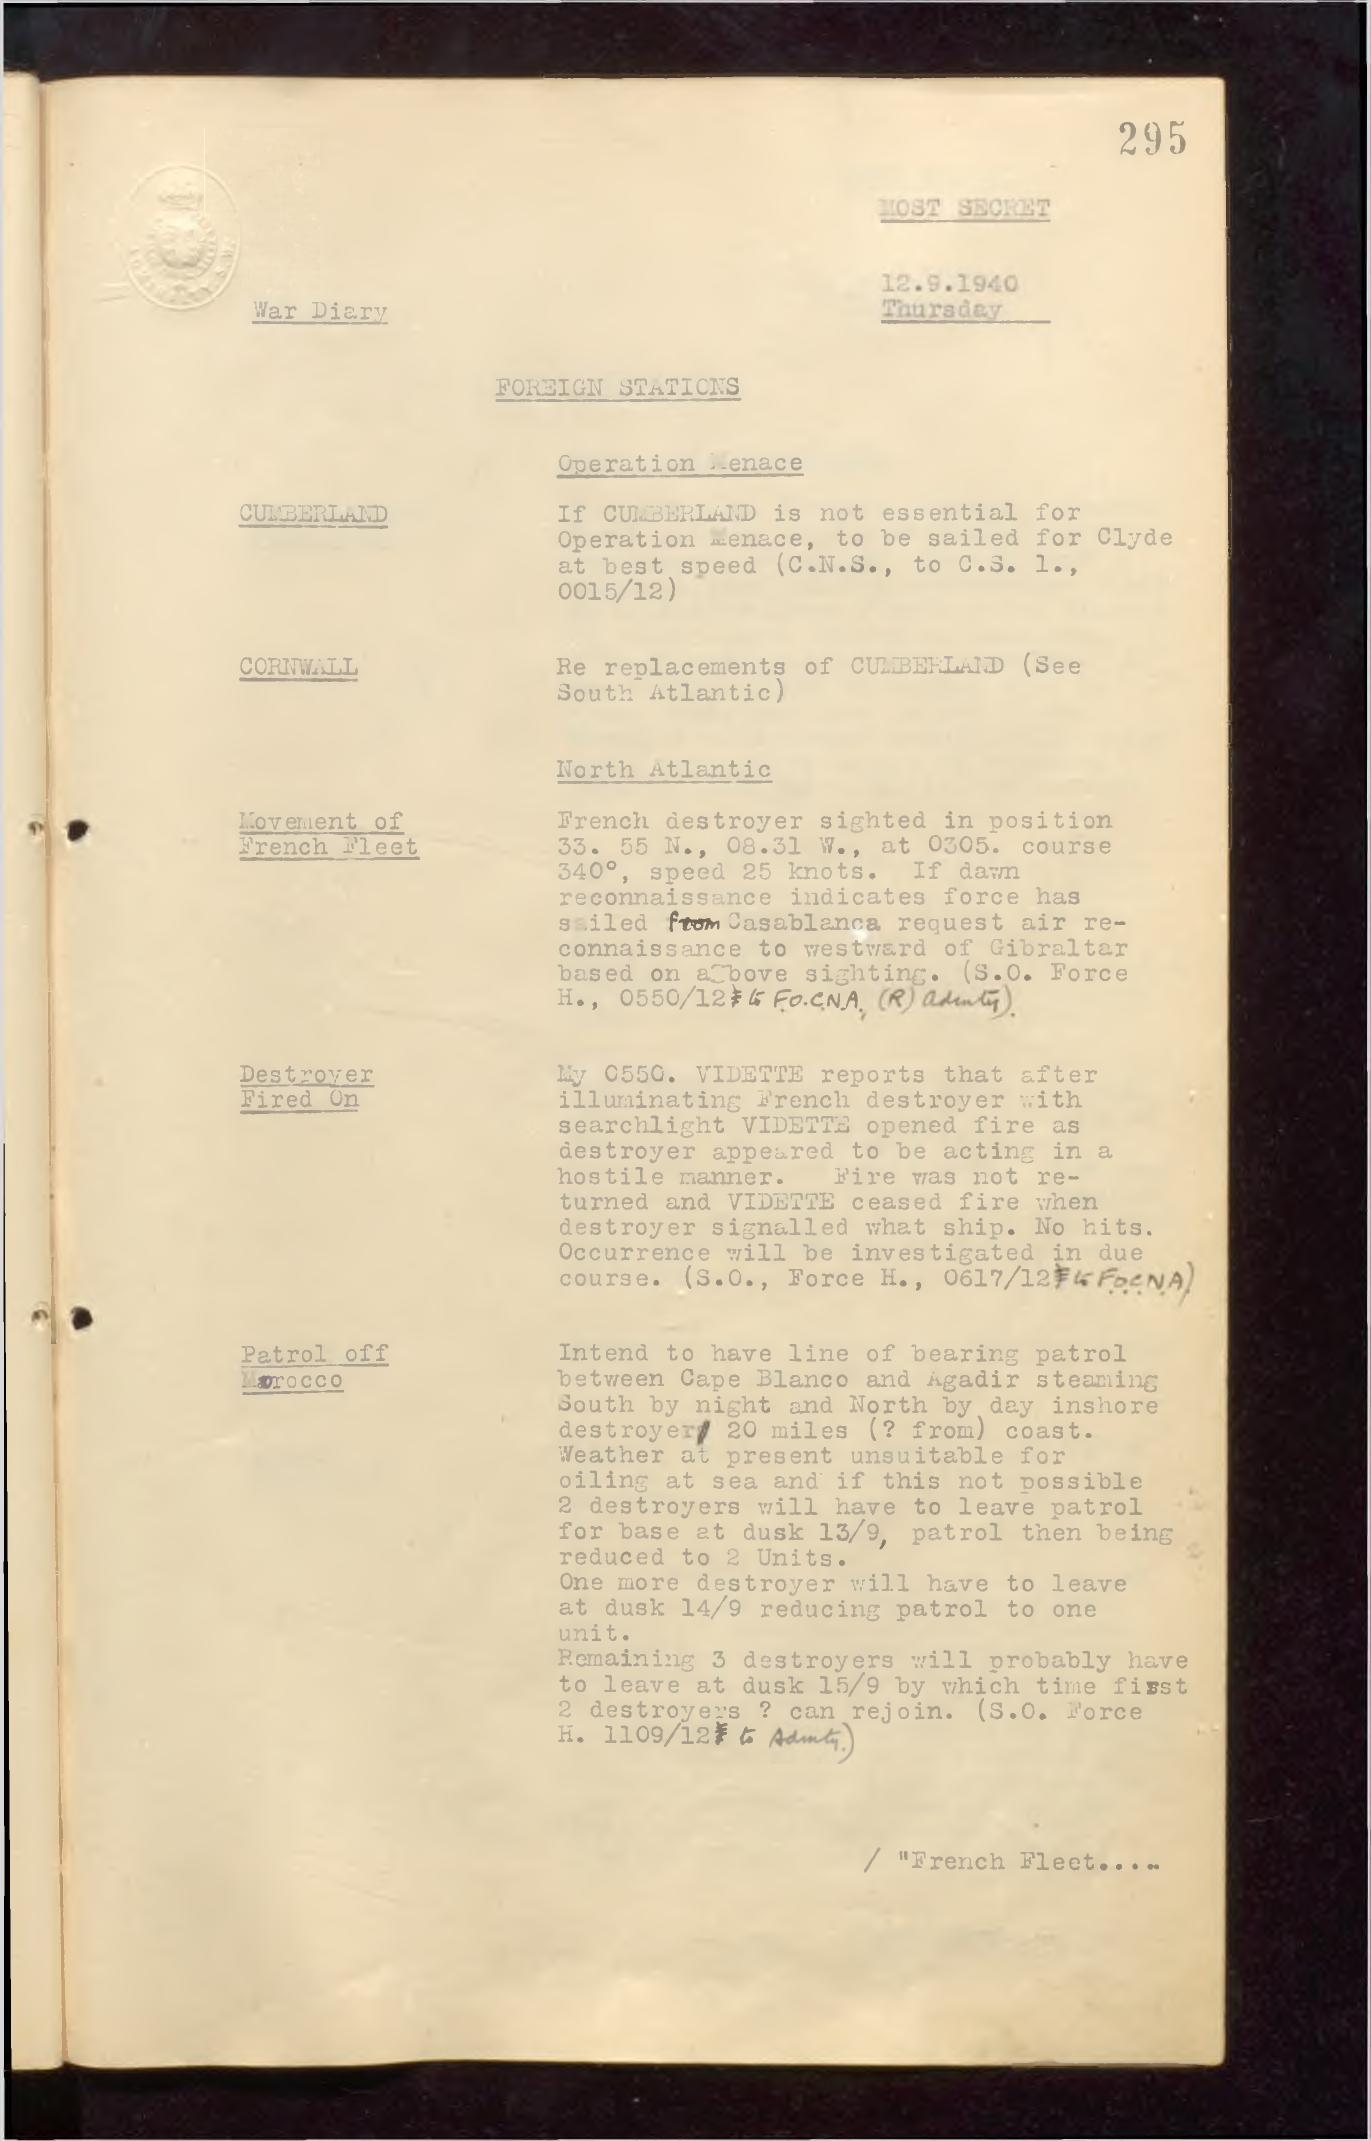 295
MOST SECRET
12.9.1940
Thursday
War Diary
FOREIGN STATIONS
Operation Menace
CUMBERLAND
If CUMBERLAND is not essential for
Operation Menace, to be sailed for Clyde
at best speed (C.N.S., to C.S. 1.,
0015/12)
CORNWALL
Re replacements of CUMBERLAND (See
South Atlantic)
North Atlantic
Movement of
French Fleet
French destroyer sighted in position
33. 55 N., 08.31 W., at 0305. course
340°, speed 25 knots.  If dawn
reconnaissance indicates force has
sailed from Casablanca request air re-
connaissance to westward of Gibraltar
based on above sighting. (S.O. Force
H., 0550/12 to F.O.C.N.A., (R) Admty).
Destroyer
Fired On
My 0550. VIDETTE reports that after
illuminating French destroyer with
searchlight VIDETTE opened fire as
destroyer appeared to be acting in a
hostile manner.   Fire was not re-
turned and VIDETTE ceased fire when
destroyer signalled what ship. No hits.
Occurrence will be investigated in due
course. (S.O., Force H., 0617/12 to F.O.C.N.A)
Patrol off
Morocco
Intend to have line of bearing patrol
between Cape Blanco and Agadir steaming
South by night and North by day inshore
destroyer 20 miles (? from) coast.
Weather at present unsuitable for
oiling at sea and if this not possible
2 destroyers will have to leave patrol
for base at dusk 13/9, patrol then being
reduced to 2 Units.
One more destroyer will have to leave
at dusk 14/9 reducing patrol to one
unit.
Remaining 3 destroyers will probably have
to leave at dusk 15/9 by which time first
2 destroyers ? can rejoin. (S.O. Force
H. 1109/12 to Admty.)
/ "French Fleet.....